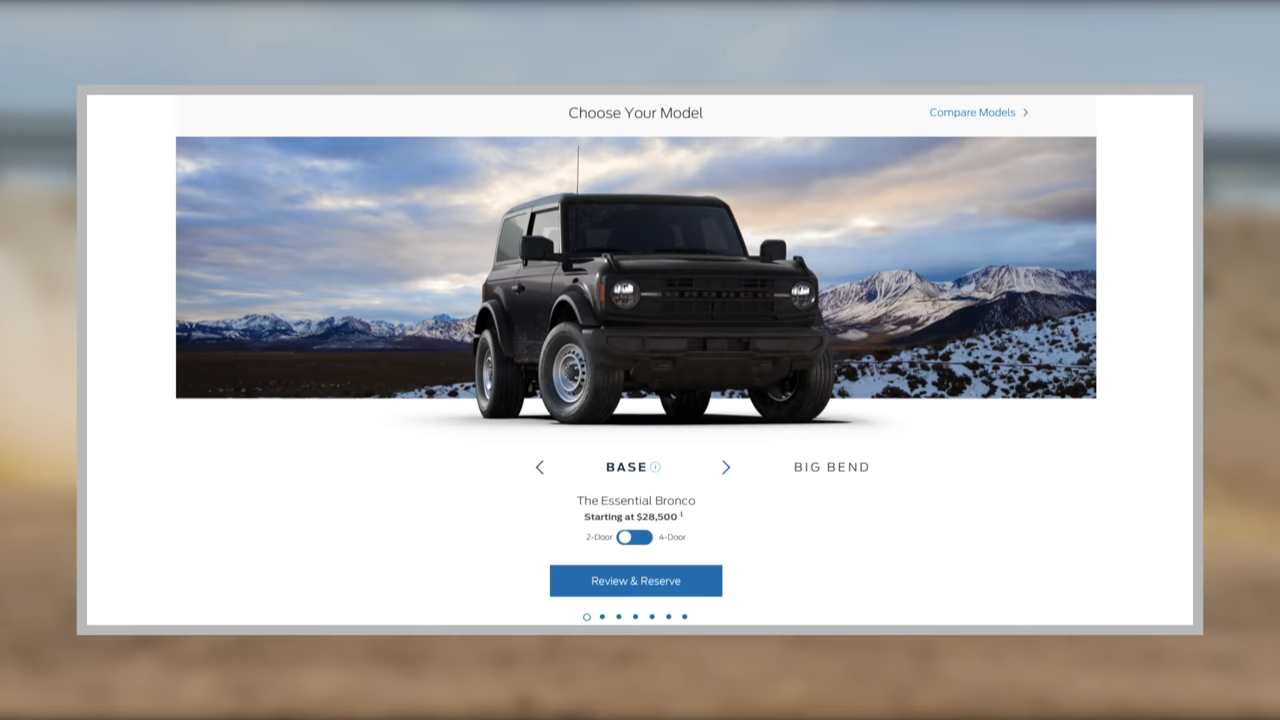 Choose Your Model
Compare Models
BASE
BIG BEND
The Essential Bronco
Starting at $28,500 1
2-Door
4-Door
Review & Reserve